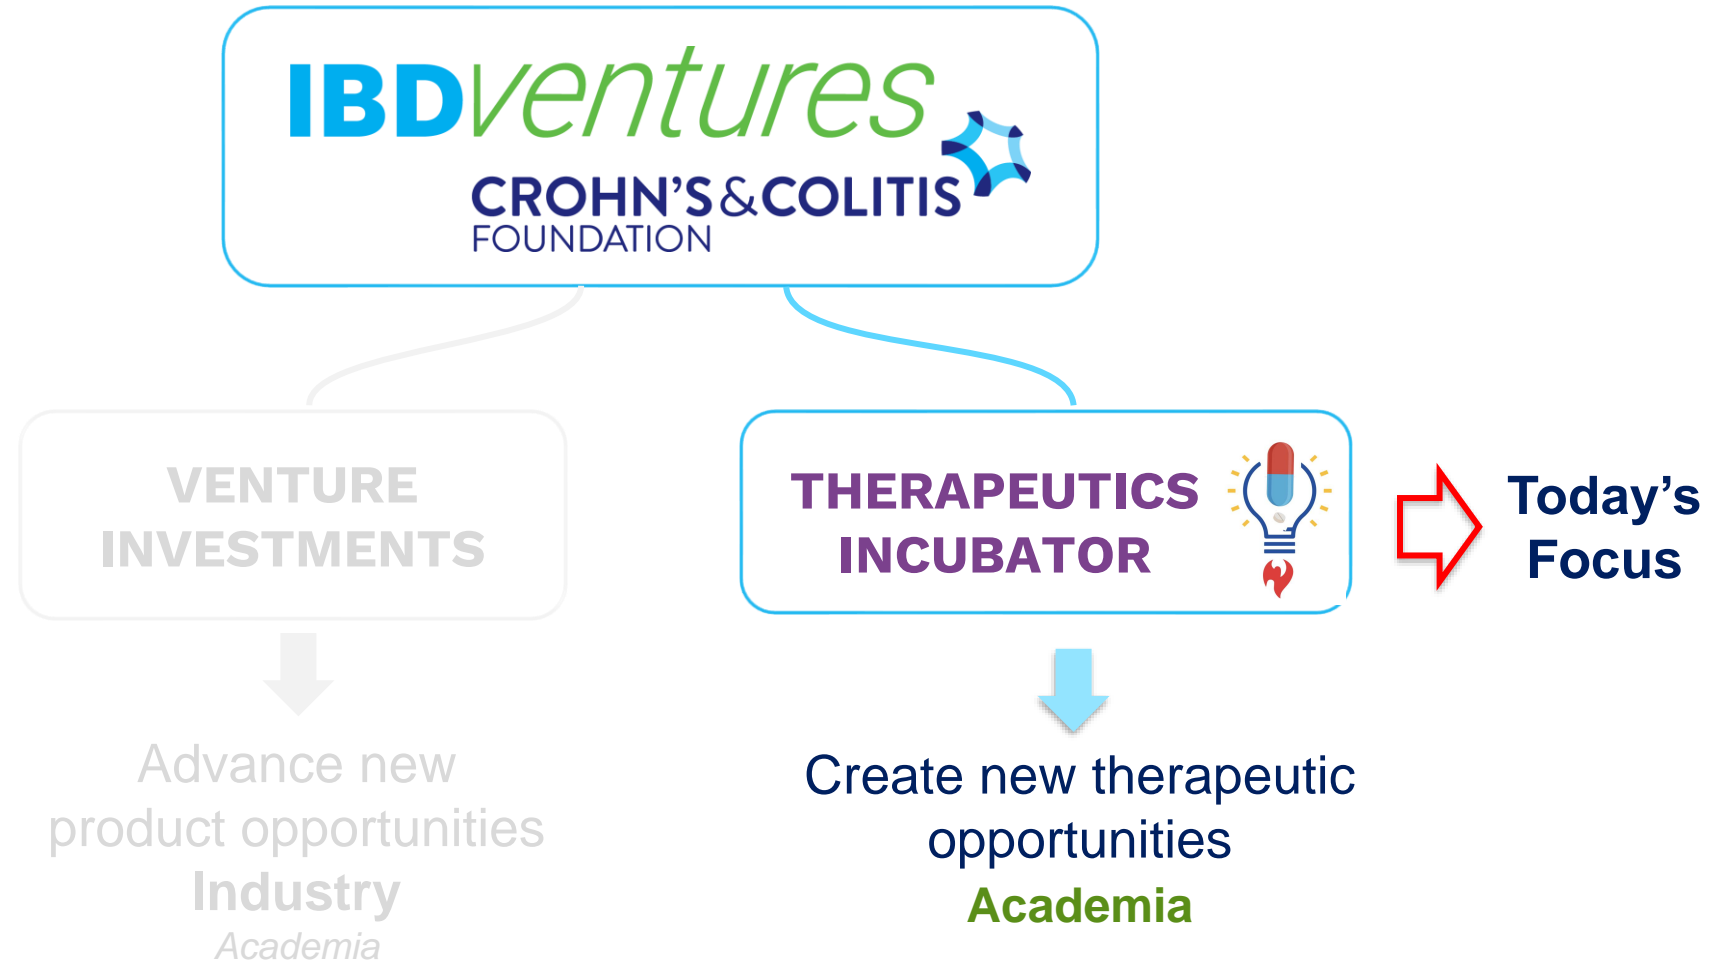 IBDventures
CROHN'S & COLITIS
FOUNDATION
VENTURE
INVESTMENTS
Advance new
product opportunities
Industry
Academia
THERAPEUTICS
INCUBATOR
Create new therapeutic
opportunities
Academia
Today's
Focus